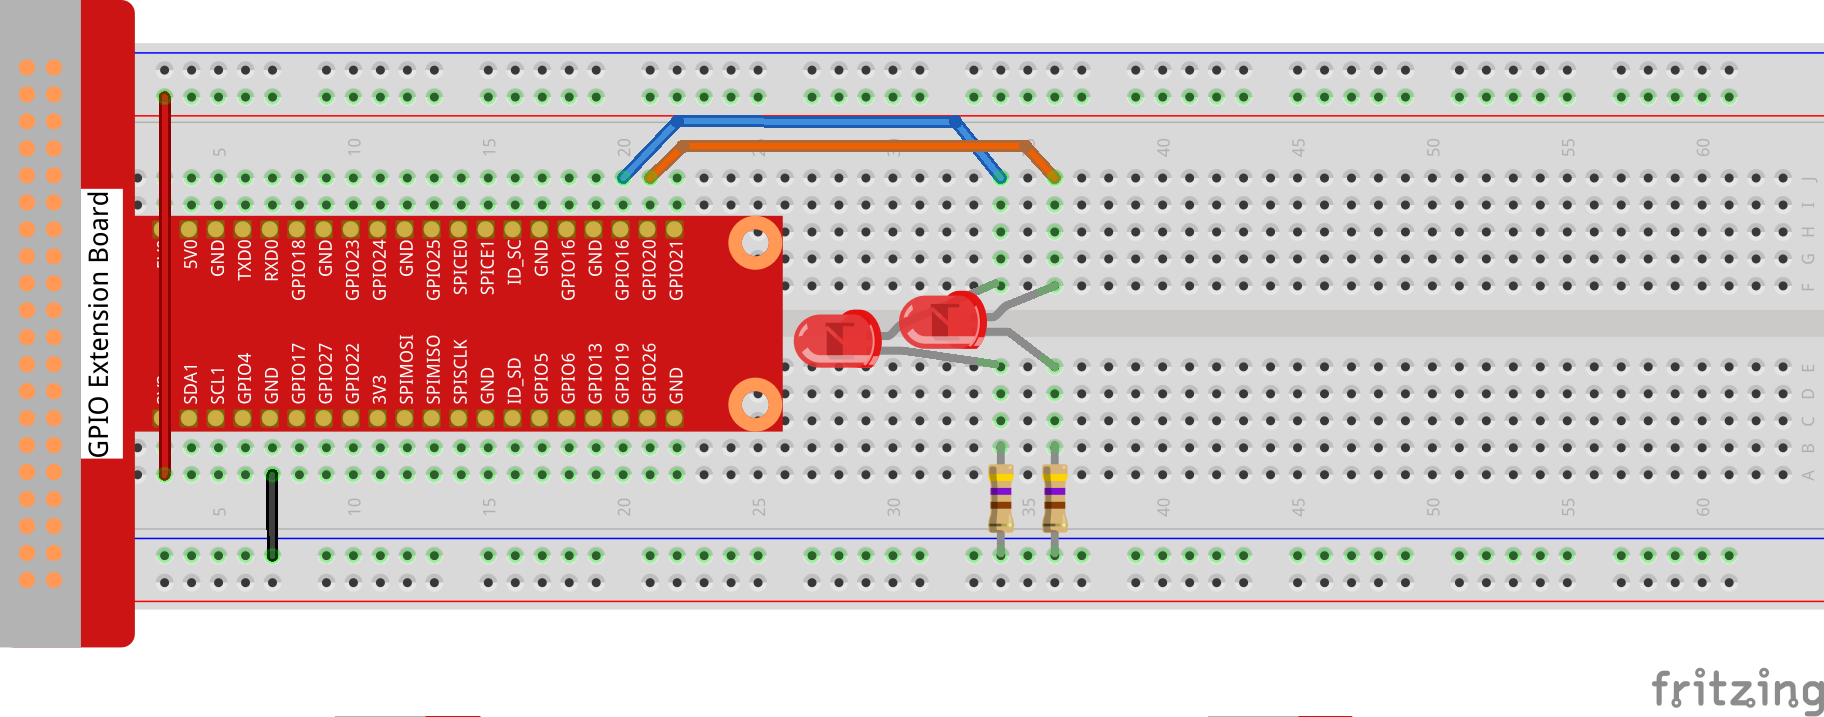 GPIO Extension Board
5 10 15 20 30 40 45 50 55 60
J
I
H
G
F
5V0 GND TXD0 RXD0 GPIO18 GND GPIO23 GPIO24 GND GPIO25 SPICE0 SPICE1 ID_SC GND GPIO16 GND GPIO16 GPIO20 GPIO21
SDA1 SCL1 GPIO4 GND GPIO17 GPIO27 GPIO22 3V3 SPIMOSI SPIMISO SPISCLK GND ID_SD GPIO5 GPIO6 GPIO13 GPIO19 GPIO26 GND
E
D
C
B
A
5 10 15 20 25 30 35 40 45 50 55 60
fritzing